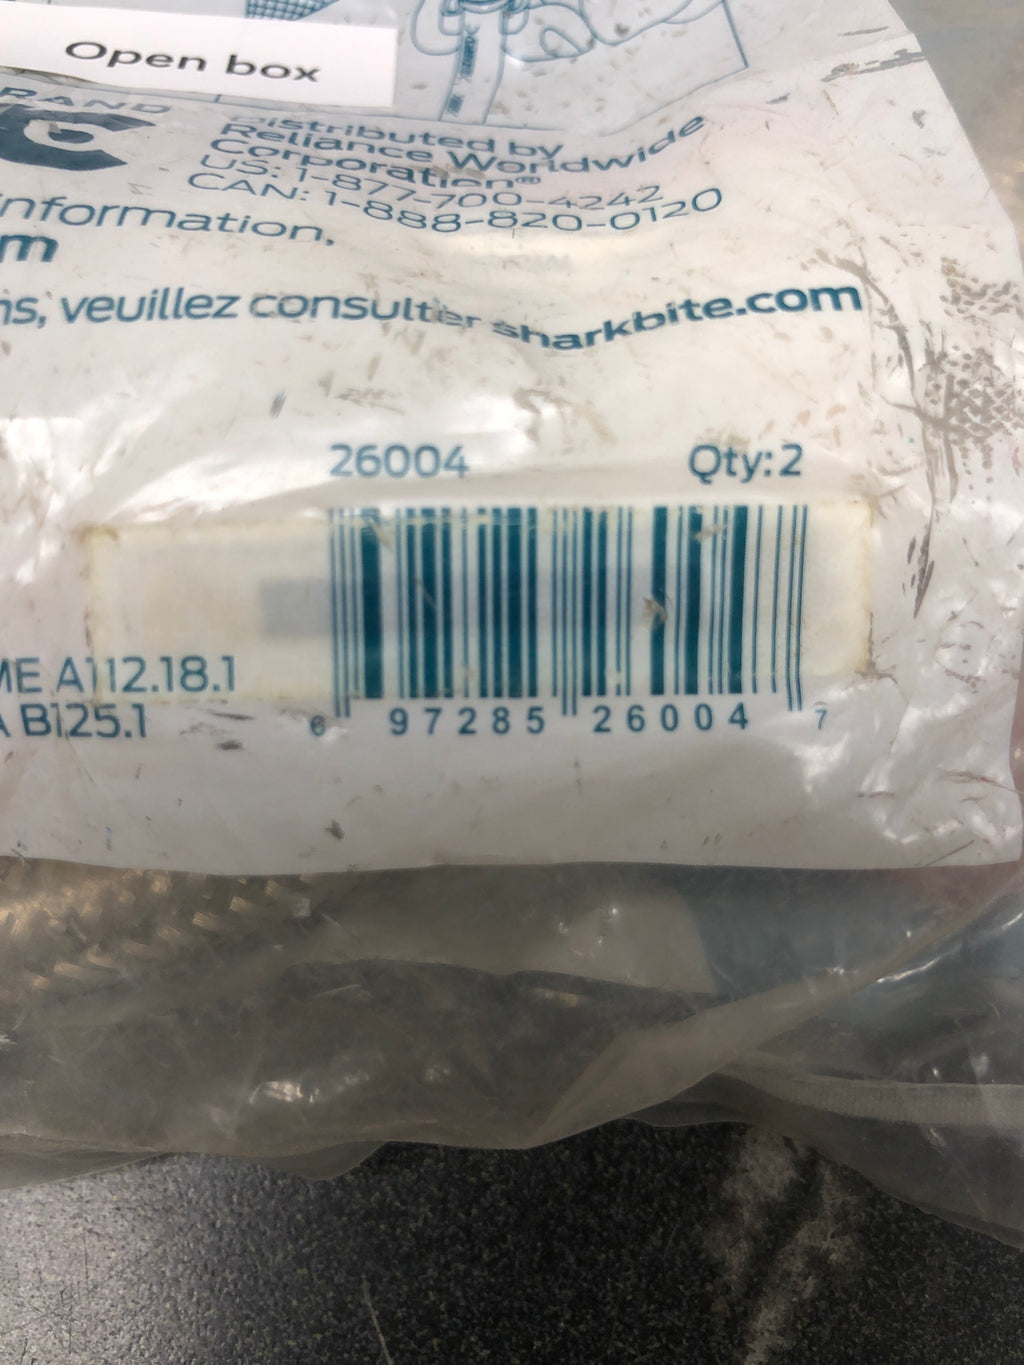 Open box
RAND
Distributed by
Reliance Worldwide
Corporation®
US: 1-877-700-4242
CAN: 1-888-820-0120
information,
m
ns, veuillez consulter sharkbite.com
26004 Qty: 2
ME A112.18.1
A B125.1
6 97285 26004 7